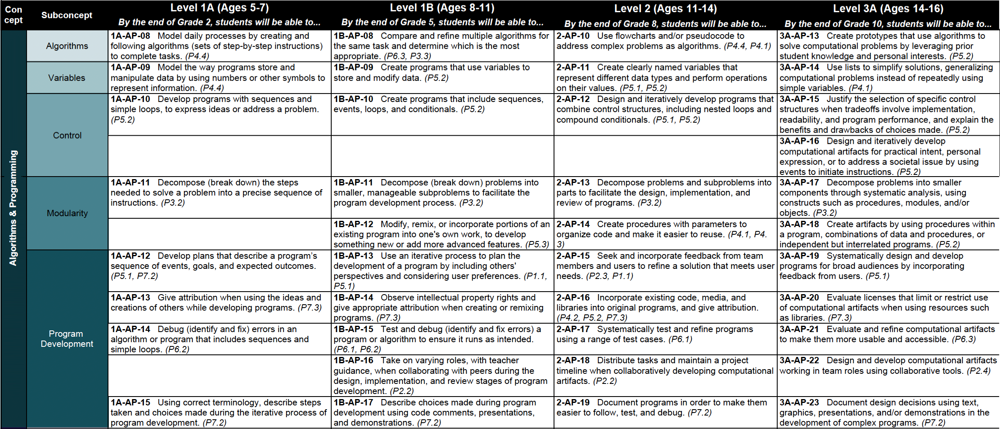 Con
cept
Subconcept
Level 1A (Ages 5-7)
By the end of Grade 2, students will be able to...
Level 1B (Ages 8-11)
By the end of Grade 5, students will be able to...
Level 2 (Ages 11-14)
By the end of Grade 8, students will be able to...
Level 3A (Ages 14-16)
By the end of Grade 10, students will be able to...
Algorithms & Programming
Algorithms
1A-AP-08 Model daily processes by creating and
following algorithms (sets of step-by-step instructions)
to complete tasks. (P4.4)
1B-AP-08 Compare and refine multiple algorithms for
the same task and determine which is the most
appropriate. (P6.3, P3.3)
2-AP-10 Use flowcharts and/or pseudocode to
address complex problems as algorithms. (P4.4, P4.1)
3A-AP-13 Create prototypes that use algorithms to
solve computational problems by leveraging prior
student knowledge and personal interests. (P5.2)
Variables
1A-AP-09 Model the way programs store and
manipulate data by using numbers or other symbols to
represent information. (P4.4)
1B-AP-09 Create programs that use variables to
store and modify data. (P5.2)
2-AP-11 Create clearly named variables that
represent different data types and perform operations
on their values. (P5.1, P5.2)
3A-AP-14 Use lists to simplify solutions, generalizing
computational problems instead of repeatedly using
simple variables. (P4.1)
Control
1A-AP-10 Develop programs with sequences and
simple loops, to express ideas or address a problem.
(P5.2)
1B-AP-10 Create programs that include sequences,
events, loops, and conditionals. (P5.2)
2-AP-12 Design and iteratively develop programs that
combine control structures, including nested loops and
compound conditionals. (P5.1, P5.2)
3A-AP-15 Justify the selection of specific control
structures when tradeoffs involve implementation,
readability, and program performance, and explain the
benefits and drawbacks of choices made. (P5.2)
3A-AP-16 Design and iteratively develop
computational artifacts for practical intent, personal
expression, or to address a societal issue by using
events to initiate instructions. (P5.2)
Modularity
1A-AP-11 Decompose (break down) the steps
needed to solve a problem into a precise sequence of
instructions. (P3.2)
1B-AP-11 Decompose (break down) problems into
smaller, manageable subproblems to facilitate the
program development process. (P3.2)
2-AP-13 Decompose problems and subproblems into
parts to facilitate the design, implementation, and
review of programs. (P3.2)
3A-AP-17 Decompose problems into smaller
components through systematic analysis, using
constructs such as procedures, modules, and/or
objects. (P3.2)
1B-AP-12 Modify, remix, or incorporate portions of an
existing program into one's own work, to develop
something new or add more advanced features. (P5.3)
2-AP-14 Create procedures with parameters to
organize code and make it easier to reuse. (P4.1, P4.
3)
3A-AP-18 Create artifacts by using procedures within
a program, combinations of data and procedures, or
independent but interrelated programs. (P5.2)
Program
Development
1A-AP-12 Develop plans that describe a program’s
sequence of events, goals, and expected outcomes.
(P5.1, P7.2)
1B-AP-13 Use an iterative process to plan the
development of a program by including others'
perspectives and considering user preferences. (P1.1,
P5.1)
2-AP-15 Seek and incorporate feedback from team
members and users to refine a solution that meets user
needs. (P2.3, P1.1)
3A-AP-19 Systematically design and develop
programs for broad audiences by incorporating
feedback from users. (P5.1)
1A-AP-13 Give attribution when using the ideas and
creations of others while developing programs. (P7.3)
1B-AP-14 Observe intellectual property rights and
give appropriate attribution when creating or remixing
programs. (P7.3)
2-AP-16 Incorporate existing code, media, and
libraries into original programs, and give attribution.
(P4.2, P5.2, P7.3)
3A-AP-20 Evaluate licenses that limit or restrict use
of computational artifacts when using resources such
as libraries. (P7.3)
1A-AP-14 Debug (identify and fix) errors in an
algorithm or program that includes sequences and
simple loops. (P6.2)
1B-AP-15 Test and debug (identify and fix errors) a
program or algorithm to ensure it runs as intended.
(P6.1, P6.2)
2-AP-17 Systematically test and refine programs
using a range of test cases. (P6.1)
3A-AP-21 Evaluate and refine computational artifacts
to make them more usable and accessible. (P6.3)
1B-AP-16 Take on varying roles, with teacher
guidance, when collaborating with peers during the
design, implementation, and review stages of program
development. (P2.2)
2-AP-18 Distribute tasks and maintain a project
timeline when collaboratively developing computational
artifacts. (P2.2)
3A-AP-22 Design and develop computational artifacts
working in team roles using collaborative tools. (P2.4)
1A-AP-15 Using correct terminology, describe steps
taken and choices made during the iterative process of
program development. (P7.2)
1B-AP-17 Describe choices made during program
development using code comments, presentations,
and demonstrations. (P7.2)
2-AP-19 Document programs in order to make them
easier to follow, test, and debug. (P7.2)
3A-AP-23 Document design decisions using text,
graphics, presentations, and/or demonstrations in the
development of complex programs. (P7.2)